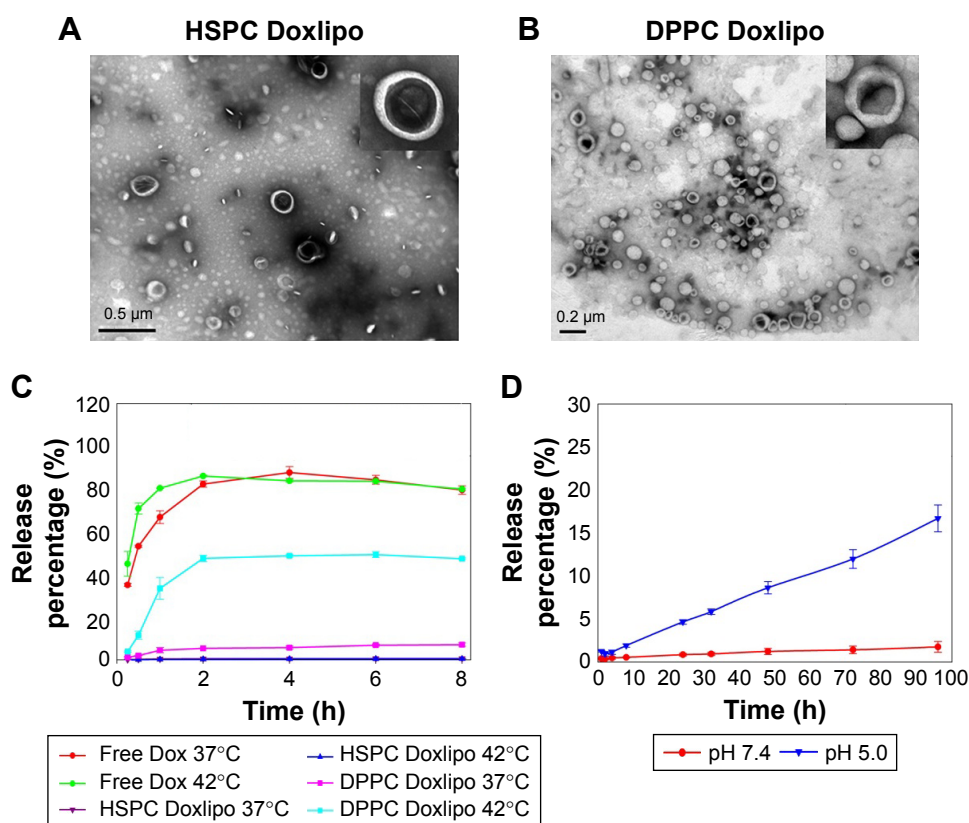 A
HSPC Doxlipo
0.5 µm
B
DPPC Doxlipo
0.2 µm
C
Release
percentage (%)
120
100
80
60
40
20
0
0 2 4 6 8
Time (h)
Free Dox 37°C
Free Dox 42°C
HSPC Doxlipo 37°C
HSPC Doxlipo 42°C
DPPC Doxlipo 37°C
DPPC Doxlipo 42°C
D
Release
percentage (%)
30
25
20
15
10
5
0
0 10 20 30 40 50 60 70 80 90 100
Time (h)
pH 7.4 pH 5.0